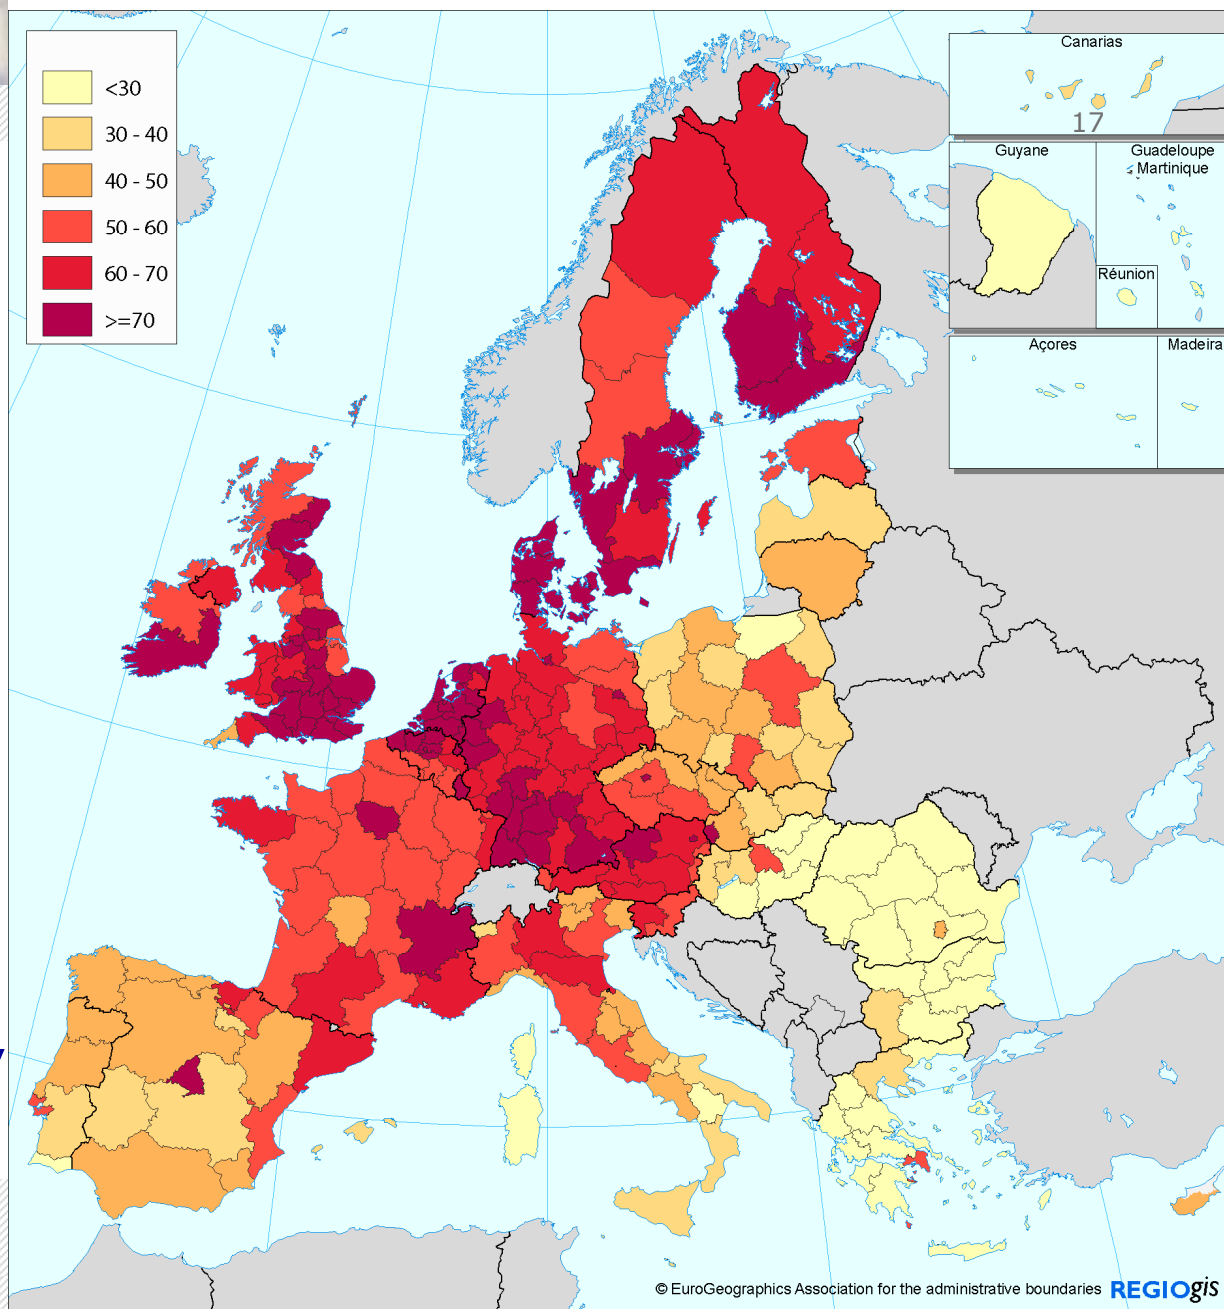 <30
30 - 40
40 - 50
50 - 60
60 - 70
>=70
Canarias
17
Guyane
Guadeloupe
Martinique
Réunion
Açores
Madeira
© EuroGeographics Association for the administrative boundaries REGIOgis